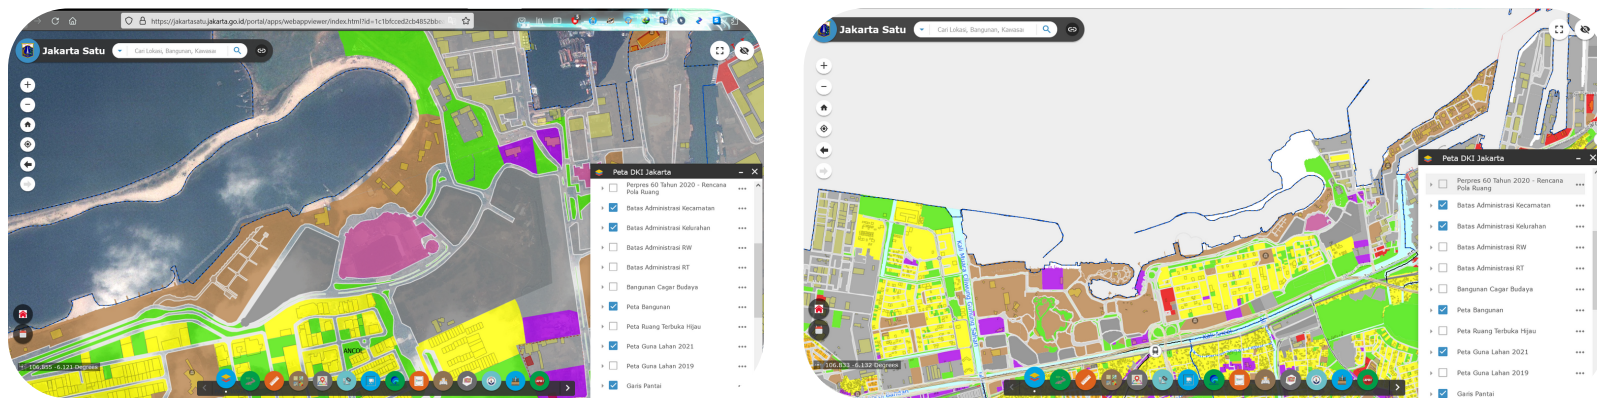 https://jakartasatu.jakarta.go.id/portal/apps/webappviewer/index.html?id=1c1bfcced2cb4852bbe
Jakarta Satu
Cari Lokasi, Bangunan, Kawasan
Peta DKI Jakarta
Perpres 60 Tahun 2020 - Rencana
Pola Ruang
Batas Administrasi Kecamatan
Batas Administrasi Kelurahan
Batas Administrasi RW
Batas Administrasi RT
Bangunan Cagar Budaya
Peta Bangunan
Peta Ruang Terbuka Hijau
Peta Guna Lahan 2021
Peta Guna Lahan 2019
Garis Pantai
ANCOL
106.855 -6.121 Degrees
Jakarta Satu
Cari Lokasi, Bangunan, Kawasan
Peta DKI Jakarta
Perpres 60 Tahun 2020 - Rencana
Pola Ruang
Batas Administrasi Kecamatan
Batas Administrasi Kelurahan
Batas Administrasi RW
Batas Administrasi RT
Bangunan Cagar Budaya
Peta Bangunan
Peta Ruang Terbuka Hijau
Peta Guna Lahan 2021
Peta Guna Lahan 2019
Garis Pantai
106.831 -6.132 Degrees